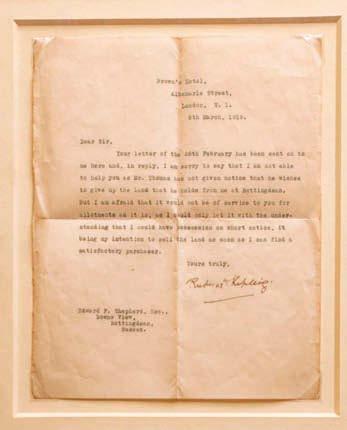 Brown's Hotel,
Albemarle Street,
London, W. 1.
6th March, 1919.
Dear Sir,
Your letter of the 26th February has been sent on to
me here and, in reply, I am sorry to say that I am not able
to help you as Mr. Thomas has not given notice that he wishes
to give up the land that he holds from me at Rottingdean.
But I am afraid that it would not be of service to you for
allotments as it is, as I could only let it with the under-
standing that I could have possession on short notice. It
being my intention to sell the land as soon as I can find a
satisfactory purchaser.
Yours truly,
Rudyard Kipling.
Edward F. Shepherd, Esq.,
Downs View,
Rottingdean,
Sussex.